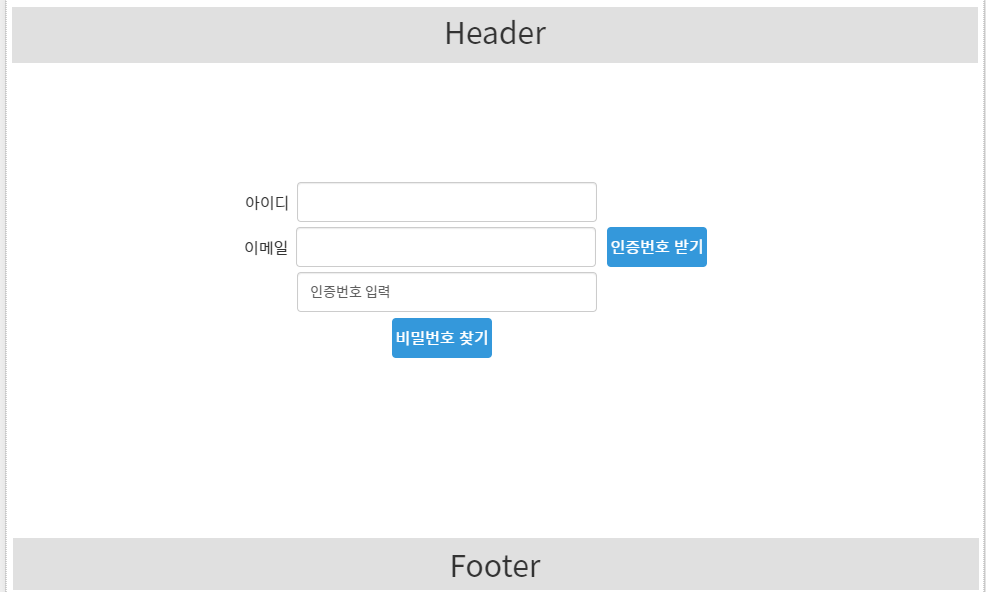 Header
아이디
이메일 인증번호 받기
인증번호 입력
비밀번호 찾기
Footer